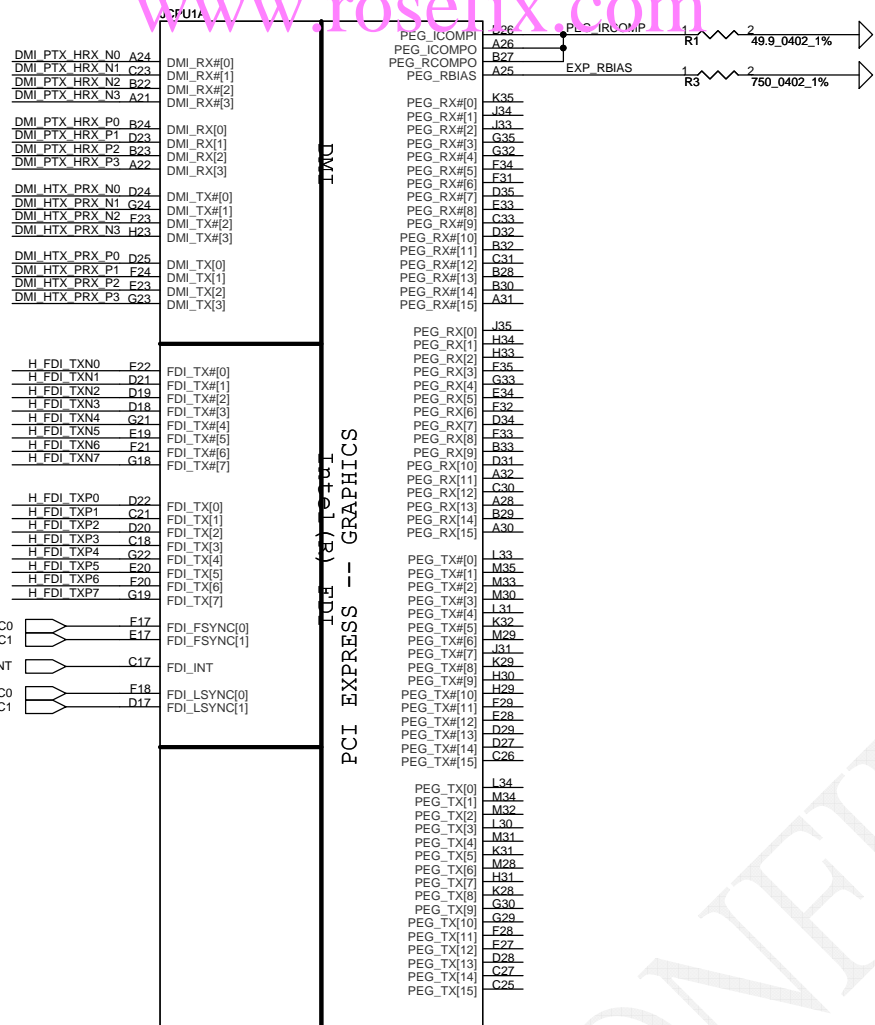 www.rosefix.com
JCPU1A
DMI_PTX_HRX_N0 A24 DMI_RX#[0]
DMI_PTX_HRX_N1 C23 DMI_RX#[1]
DMI_PTX_HRX_N2 B22 DMI_RX#[2]
DMI_PTX_HRX_N3 A21 DMI_RX#[3]
DMI_PTX_HRX_P0 B24 DMI_RX[0]
DMI_PTX_HRX_P1 D23 DMI_RX[1]
DMI_PTX_HRX_P2 B23 DMI_RX[2]
DMI_PTX_HRX_P3 A22 DMI_RX[3]
DMI_HTX_PRX_N0 D24 DMI_TX#[0]
DMI_HTX_PRX_N1 G24 DMI_TX#[1]
DMI_HTX_PRX_N2 F23 DMI_TX#[2]
DMI_HTX_PRX_N3 H23 DMI_TX#[3]
DMI_HTX_PRX_P0 D25 DMI_TX[0]
DMI_HTX_PRX_P1 F24 DMI_TX[1]
DMI_HTX_PRX_P2 E23 DMI_TX[2]
DMI_HTX_PRX_P3 G23 DMI_TX[3]
DMI
H_FDI_TXN0 E22 FDI_TX#[0]
H_FDI_TXN1 D21 FDI_TX#[1]
H_FDI_TXN2 D19 FDI_TX#[2]
H_FDI_TXN3 D18 FDI_TX#[3]
H_FDI_TXN4 G21 FDI_TX#[4]
H_FDI_TXN5 E19 FDI_TX#[5]
H_FDI_TXN6 F21 FDI_TX#[6]
H_FDI_TXN7 G18 FDI_TX#[7]
H_FDI_TXP0 D22 FDI_TX[0]
H_FDI_TXP1 C21 FDI_TX[1]
H_FDI_TXP2 D20 FDI_TX[2]
H_FDI_TXP3 C18 FDI_TX[3]
H_FDI_TXP4 G22 FDI_TX[4]
H_FDI_TXP5 E20 FDI_TX[5]
H_FDI_TXP6 F20 FDI_TX[6]
H_FDI_TXP7 G19 FDI_TX[7]
C0 F17 FDI_FSYNC[0]
C1 E17 FDI_FSYNC[1]
NT C17 FDI_INT
C0 F18 FDI_LSYNC[0]
C1 D17 FDI_LSYNC[1]
Intel(R) FDI
PCI EXPRESS -- GRAPHICS
PEG_ICOMPI B26 PEG_IRCOMP 1 R1 2 49.9_0402_1%
PEG_ICOMPO A26
PEG_RCOMPO B27
PEG_RBIAS A25 EXP_RBIAS 1 R3 2 750_0402_1%
PEG_RX#[0] K35
PEG_RX#[1] J34
PEG_RX#[2] J33
PEG_RX#[3] G35
PEG_RX#[4] G32
PEG_RX#[5] F34
PEG_RX#[6] F31
PEG_RX#[7] D35
PEG_RX#[8] E33
PEG_RX#[9] C33
PEG_RX#[10] D32
PEG_RX#[11] B32
PEG_RX#[12] C31
PEG_RX#[13] B28
PEG_RX#[14] B30
PEG_RX#[15] A31
PEG_RX[0] J35
PEG_RX[1] H34
PEG_RX[2] H33
PEG_RX[3] F35
PEG_RX[4] G33
PEG_RX[5] E34
PEG_RX[6] F32
PEG_RX[7] D34
PEG_RX[8] F33
PEG_RX[9] B33
PEG_RX[10] D31
PEG_RX[11] A32
PEG_RX[12] C30
PEG_RX[13] A28
PEG_RX[14] B29
PEG_RX[15] A30
PEG_TX#[0] L33
PEG_TX#[1] M35
PEG_TX#[2] M33
PEG_TX#[3] M30
PEG_TX#[4] L31
PEG_TX#[5] K32
PEG_TX#[6] M29
PEG_TX#[7] J31
PEG_TX#[8] K29
PEG_TX#[9] H30
PEG_TX#[10] H29
PEG_TX#[11] F29
PEG_TX#[12] E28
PEG_TX#[13] D29
PEG_TX#[14] D27
PEG_TX#[15] C26
PEG_TX[0] L34
PEG_TX[1] M34
PEG_TX[2] M32
PEG_TX[3] L30
PEG_TX[4] M31
PEG_TX[5] K31
PEG_TX[6] M28
PEG_TX[7] H31
PEG_TX[8] K28
PEG_TX[9] G30
PEG_TX[10] G29
PEG_TX[11] F28
PEG_TX[12] E27
PEG_TX[13] D28
PEG_TX[14] C27
PEG_TX[15] C25